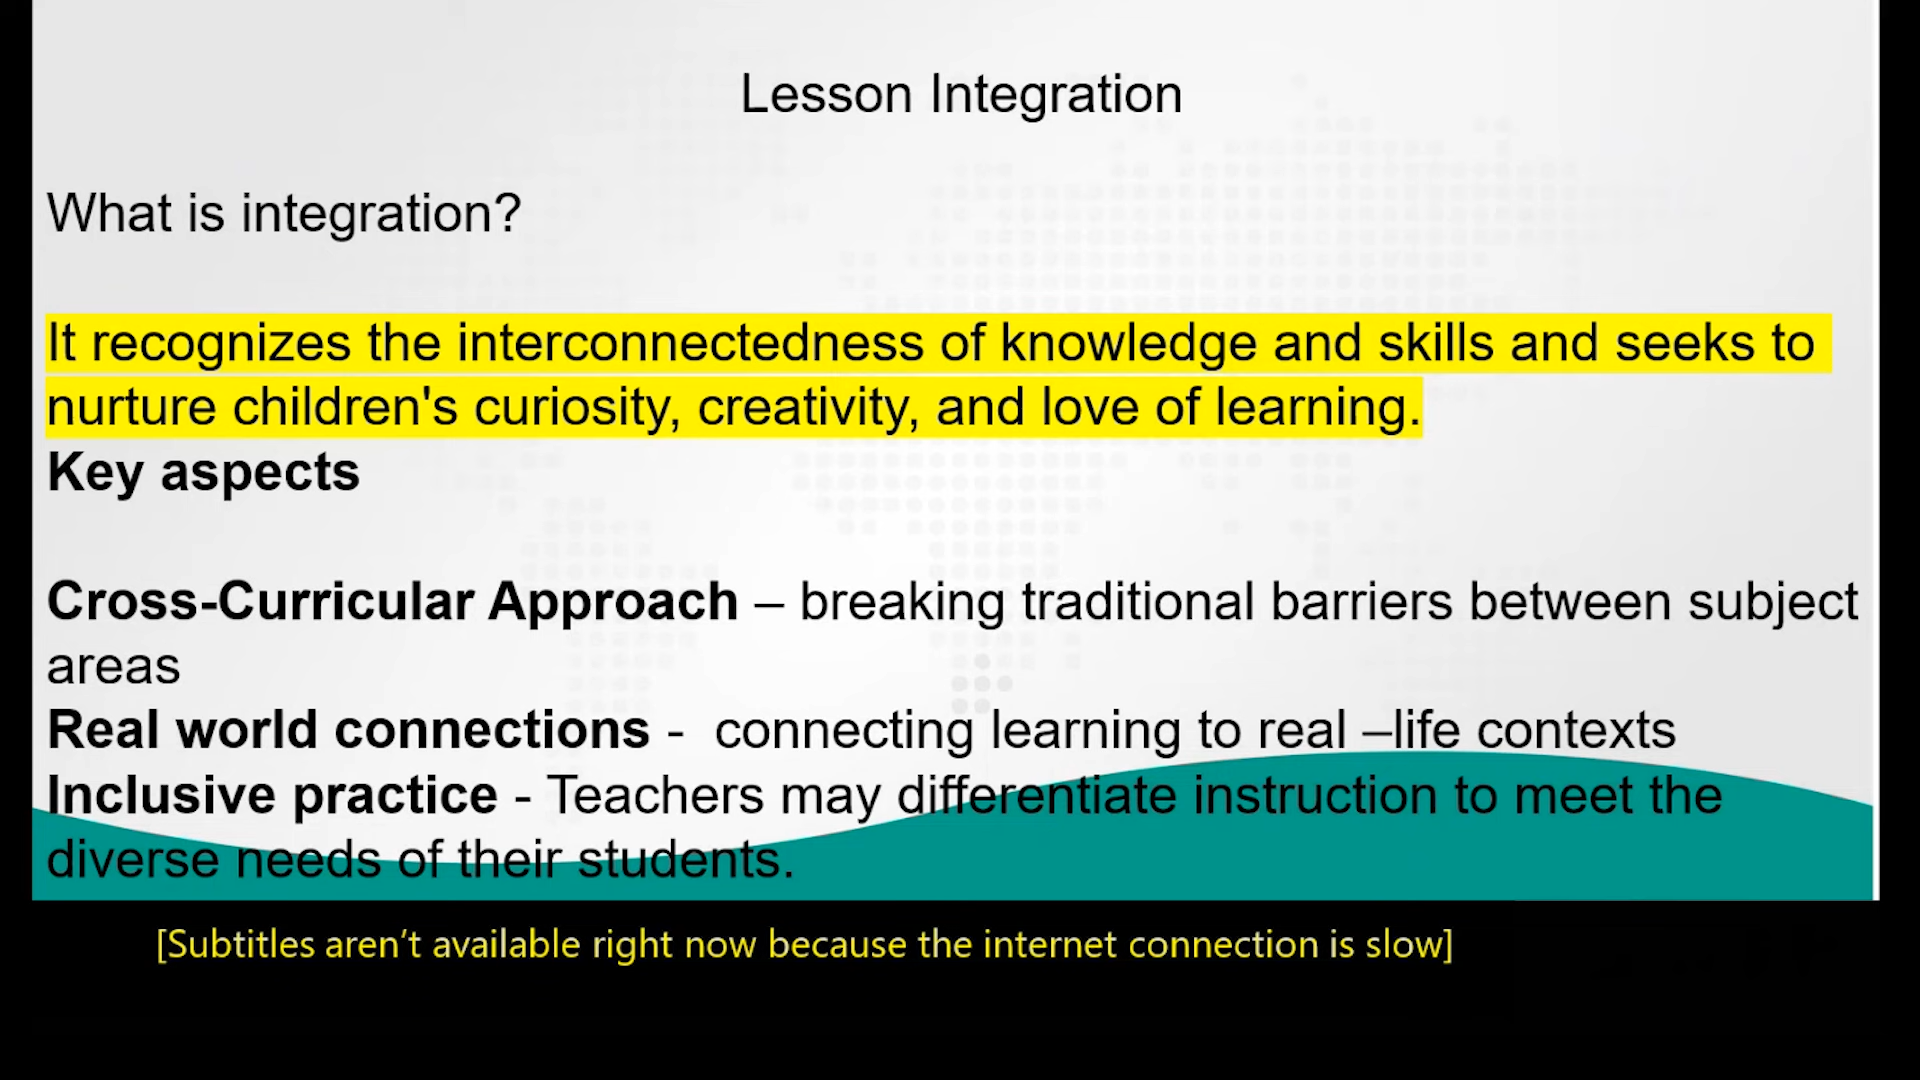 Lesson Integration
What is integration?
It recognizes the interconnectedness of knowledge and skills and seeks to
nurture children's curiosity, creativity, and love of learning.
Key aspects
Cross-Curricular Approach – breaking traditional barriers between subject
areas
Real world connections -  connecting learning to real –life contexts
Inclusive practice - Teachers may differentiate instruction to meet the
diverse needs of their students.
[Subtitles aren’t available right now because the internet connection is slow]